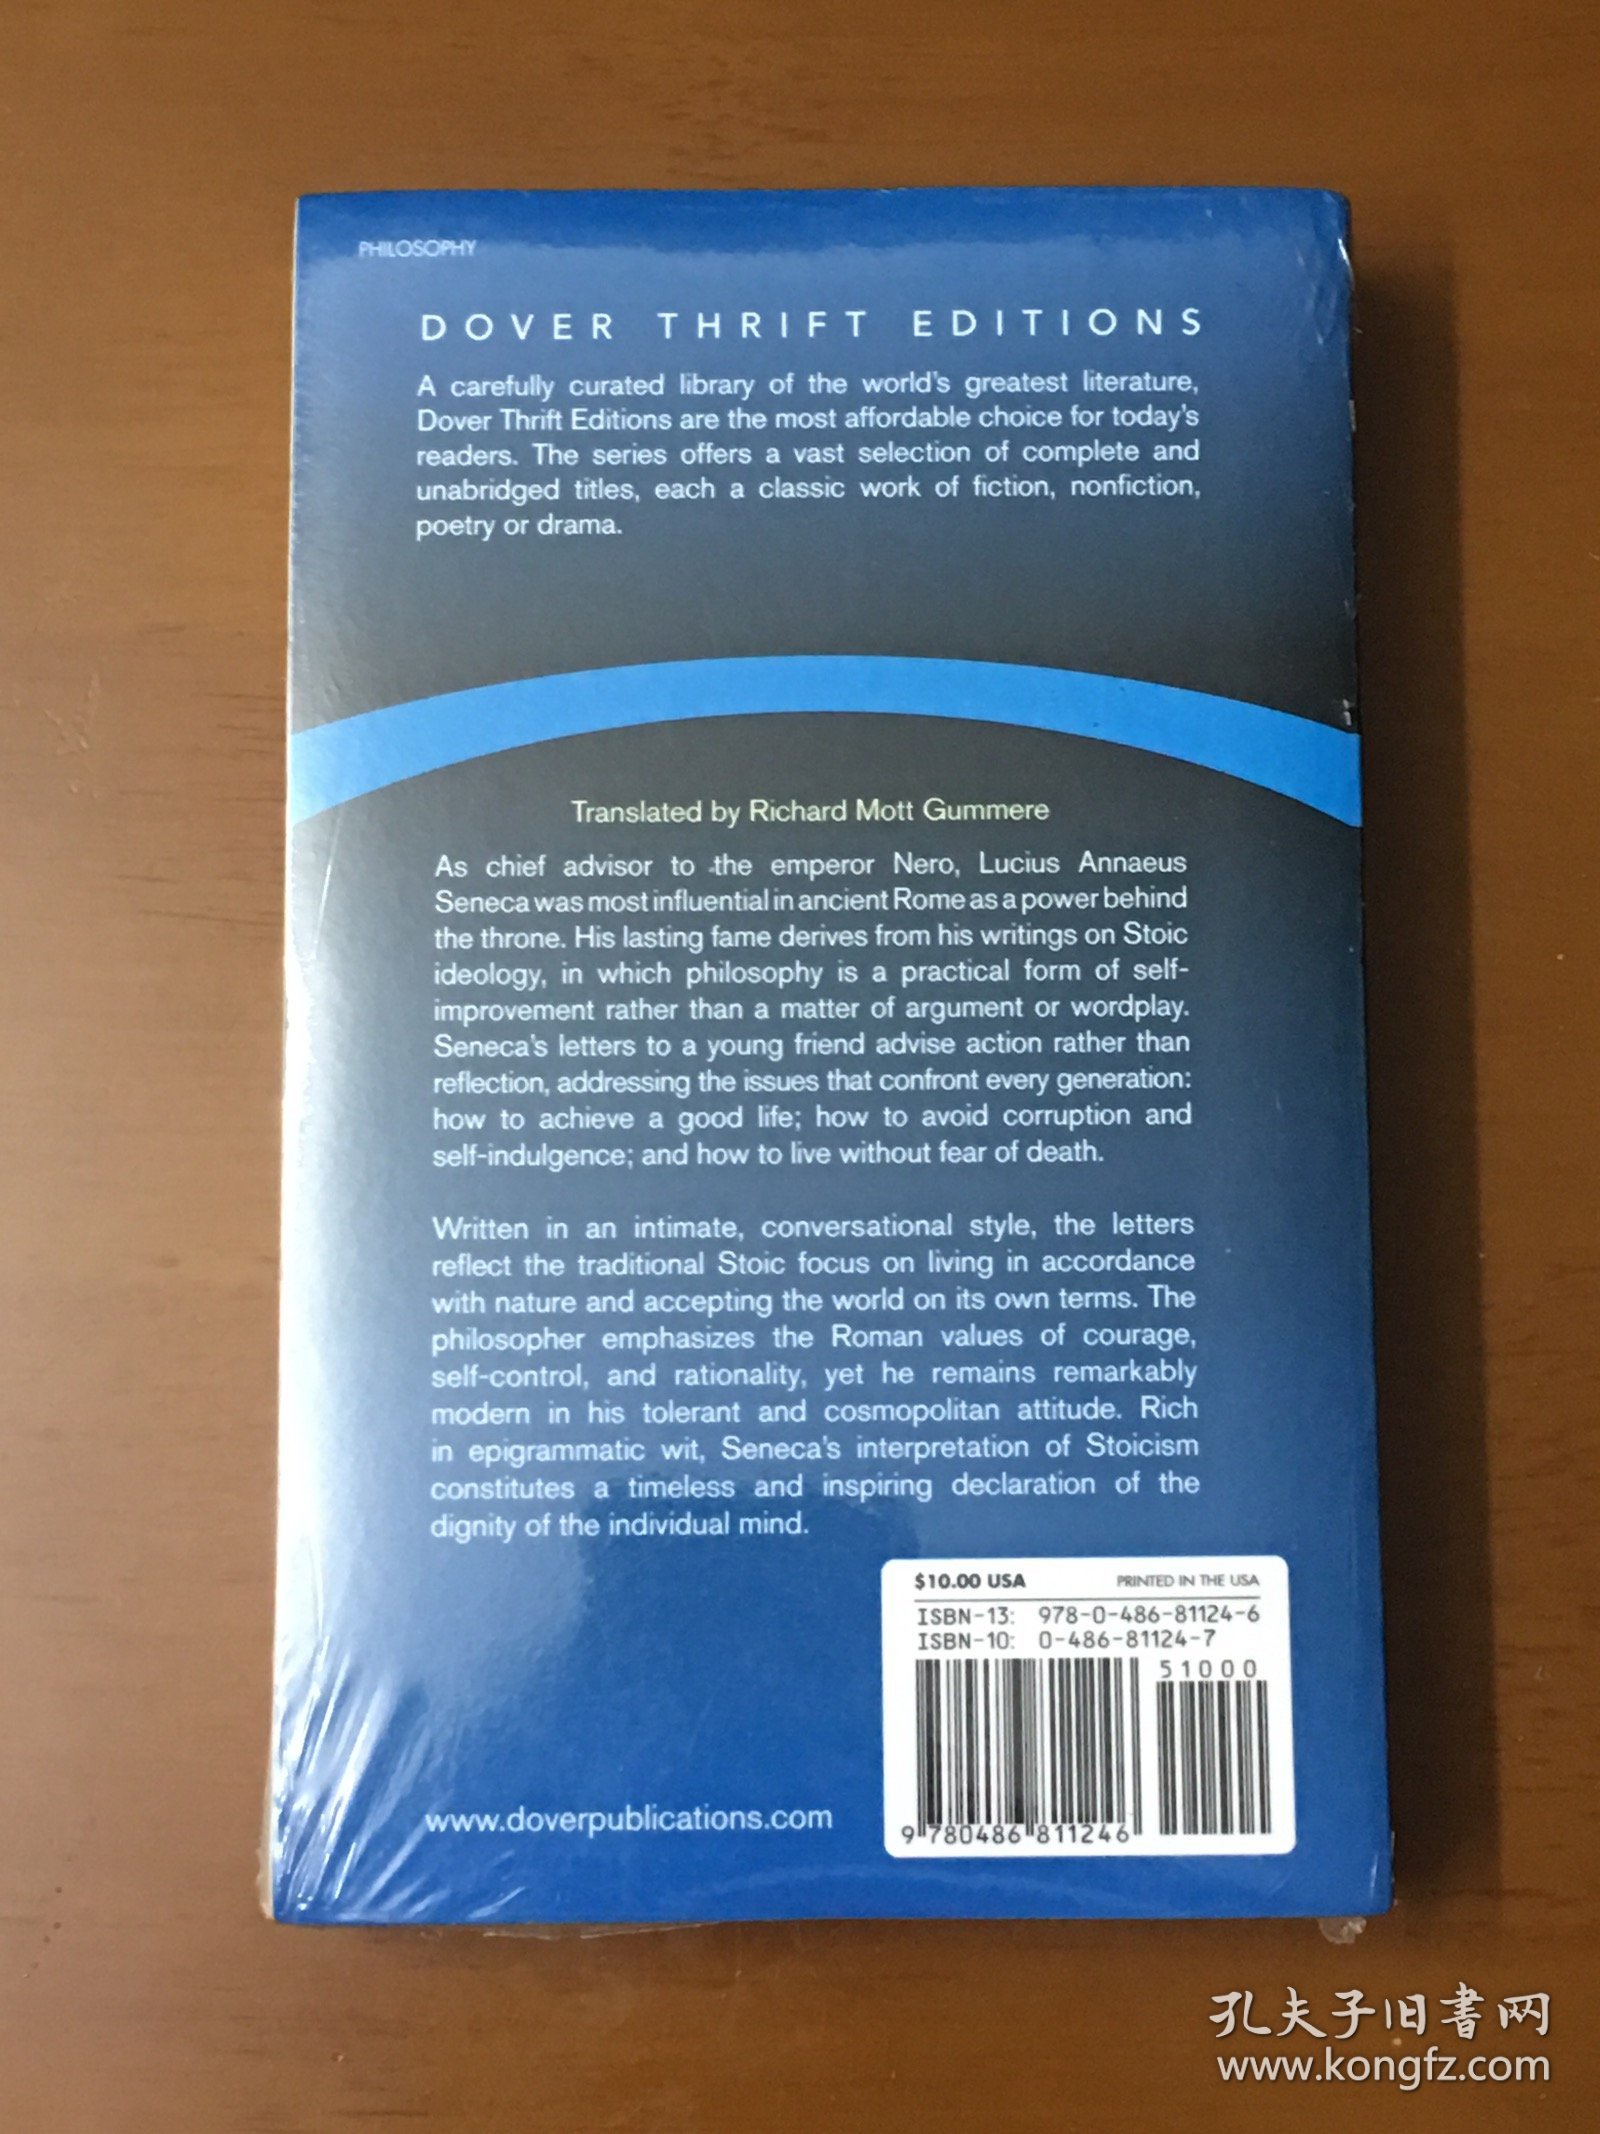 PHILOSOPHY
DOVER THRIFT EDITIONS
A carefully curated library of the world's greatest literature,
Dover Thrift Editions are the most affordable choice for today's
readers. The series offers a vast selection of complete and
unabridged titles, each a classic work of fiction, nonfiction,
poetry or drama.
Translated by Richard Mott Gummere
As chief advisor to the emperor Nero, Lucius Annaeus
Seneca was most influential in ancient Rome as a power behind
the throne. His lasting fame derives from his writings on Stoic
ideology, in which philosophy is a practical form of self-
improvement rather than a matter of argument or wordplay.
Seneca's letters to a young friend advise action rather than
reflection, addressing the issues that confront every generation:
how to achieve a good life; how to avoid corruption and
self-indulgence; and how to live without fear of death.
Written in an intimate, conversational style, the letters
reflect the traditional Stoic focus on living in accordance
with nature and accepting the world on its own terms. The
philosopher emphasizes the Roman values of courage,
self-control, and rationality, yet he remains remarkably
modern in his tolerant and cosmopolitan attitude. Rich
in epigrammatic wit, Seneca's interpretation of Stoicism
constitutes a timeless and inspiring declaration of the
dignity of the individual mind.
$10.00 USA PRINTED IN THE USA
ISBN-13: 978-0-486-81124-6
ISBN-10: 0-486-81124-7
51000
9 780486 811246
www.doverpublications.com
孔夫子旧书网
www.kongfz.com